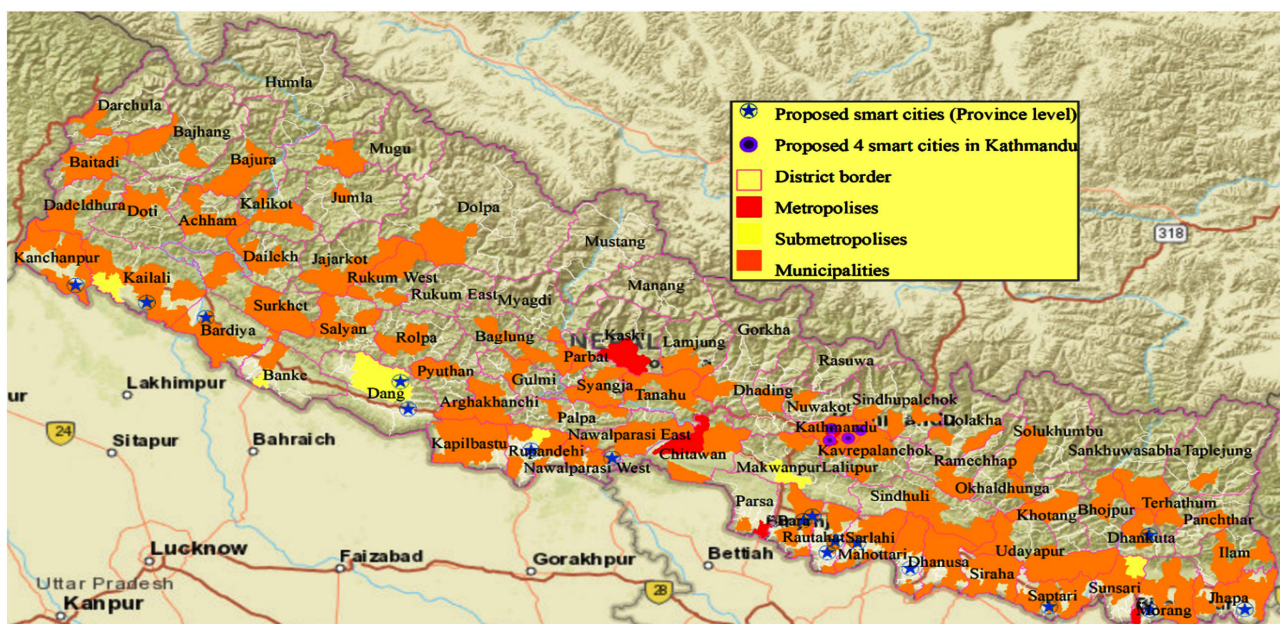 Humla
Darchula
Bajhang
Mugu
Baitadi
Bajura
Dadeldhura
Doti
Jumla
Kalikot
Achham
Dolpa
Mustang
Kanchanpur
Kailali
Dailekh
Jajarkot
Rukum West
Rukum East
Myagdi
Manang
Surkhet
Bardiya
Salyan
Rolpa
Baglung
NEPAL
Kaski
Lamjung
Gorkha
Parbat
Rasuwa
Banke
Dang
Pyuthan
Gulmi
Syangja
Tanahu
Dhading
Nuwakot
Sindhupalchok
Arghakhanchi
Palpa
Kathmandu
Dolakha
Solukhumbu
Sankhuwasabha
Taplejung
Kapilbastu
Rupandehi
Nawalparasi East
Nawalparasi West
Chitawan
Kavrepalanchok
Ramechhap
Makwanpur
Lalitpur
Okhaldhunga
Parsa
Sindhuli
Khotang
Bhojpur
Terhathum
Panchthar
Bara
Rautahat
Sarlahi
Mahottari
Dhanusa
Siraha
Udayapur
Dhankuta
Ilam
Saptari
Sunsari
Morang
Jhapa
Proposed smart cities (Province level)
Proposed 4 smart cities in Kathmandu
District border
Metropolises
Submetropolises
Municipalities
318
Lakhimpur
ur
24
Sitapur
Bahraich
Lucknow
Faizabad
Gorakhpur
Bettiah
28
Uttar Pradesh
Kanpur